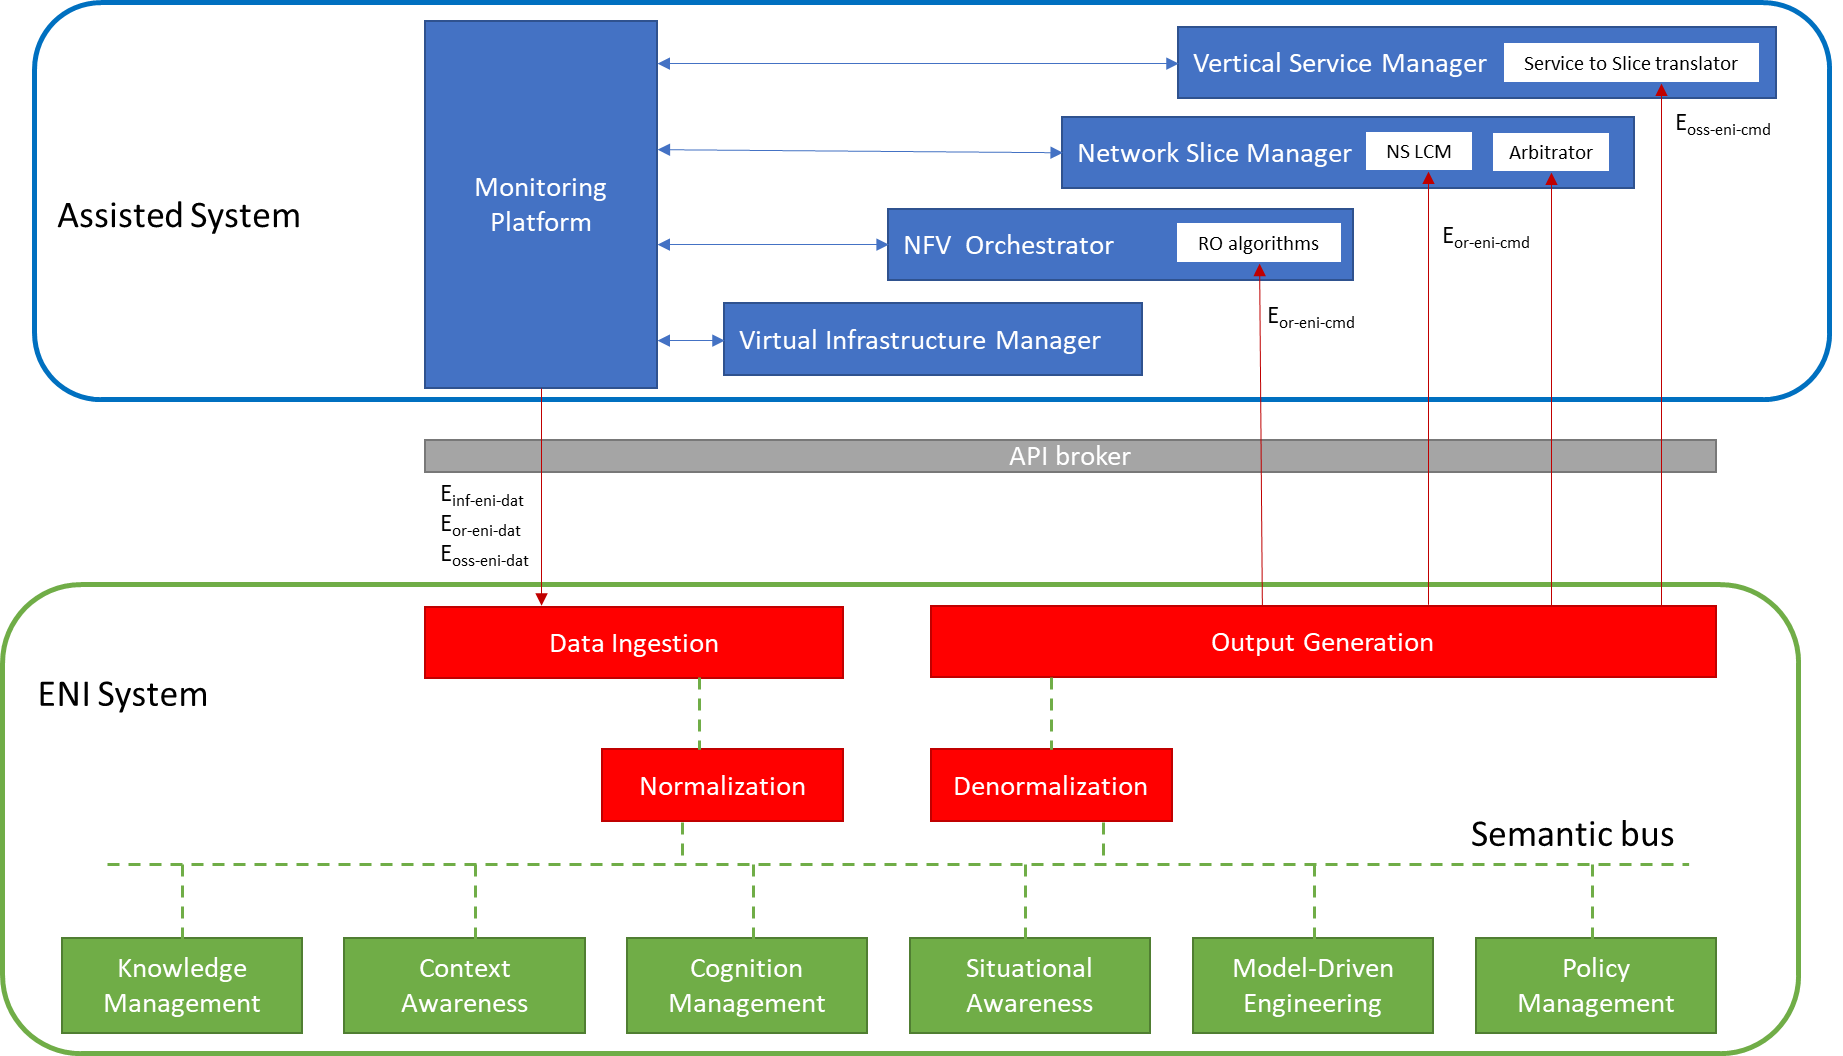 Assisted System
Monitoring
Platform
Vertical Service Manager
Service to Slice translator
Eoss-eni-cmd
Network Slice Manager
NS LCM
Arbitrator
Eor-eni-cmd
NFV Orchestrator
RO algorithms
Eor-eni-cmd
Virtual Infrastructure Manager
API broker
Einf-eni-dat
Eor-eni-dat
Eoss-eni-dat
ENI System
Data Ingestion
Output Generation
Normalization
Denormalization
Semantic bus
Knowledge
Management
Context
Awareness
Cognition
Management
Situational
Awareness
Model-Driven
Engineering
Policy
Management